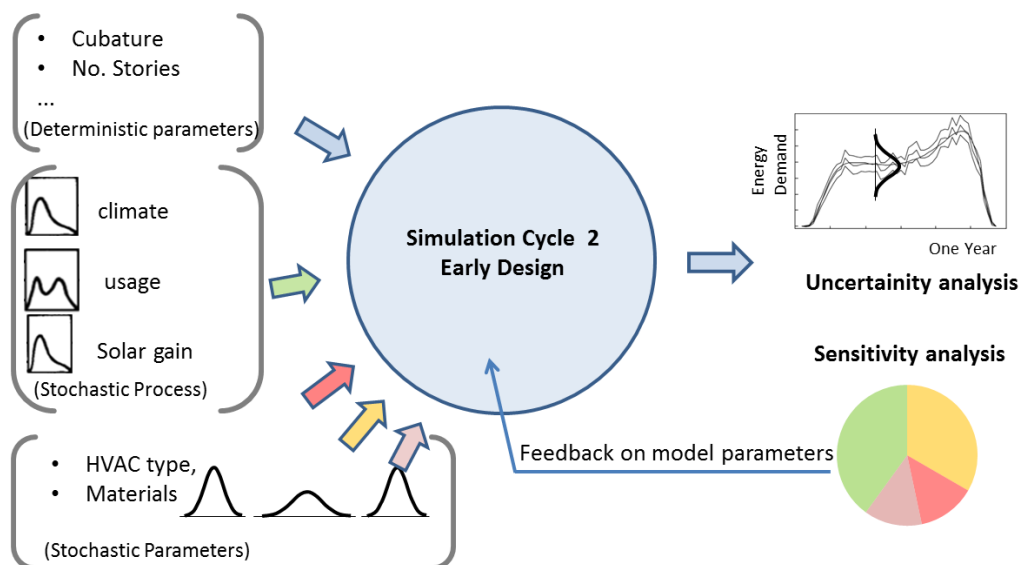 • Cubature
• No. Stories
...
(Deterministic parameters)
climate
usage
Solar gain
(Stochastic Process)
• HVAC type,
• Materials
(Stochastic Parameters)
Simulation Cycle 2
Early Design
Energy
Demand
One Year
Uncertainity analysis
Sensitivity analysis
Feedback on model parameters